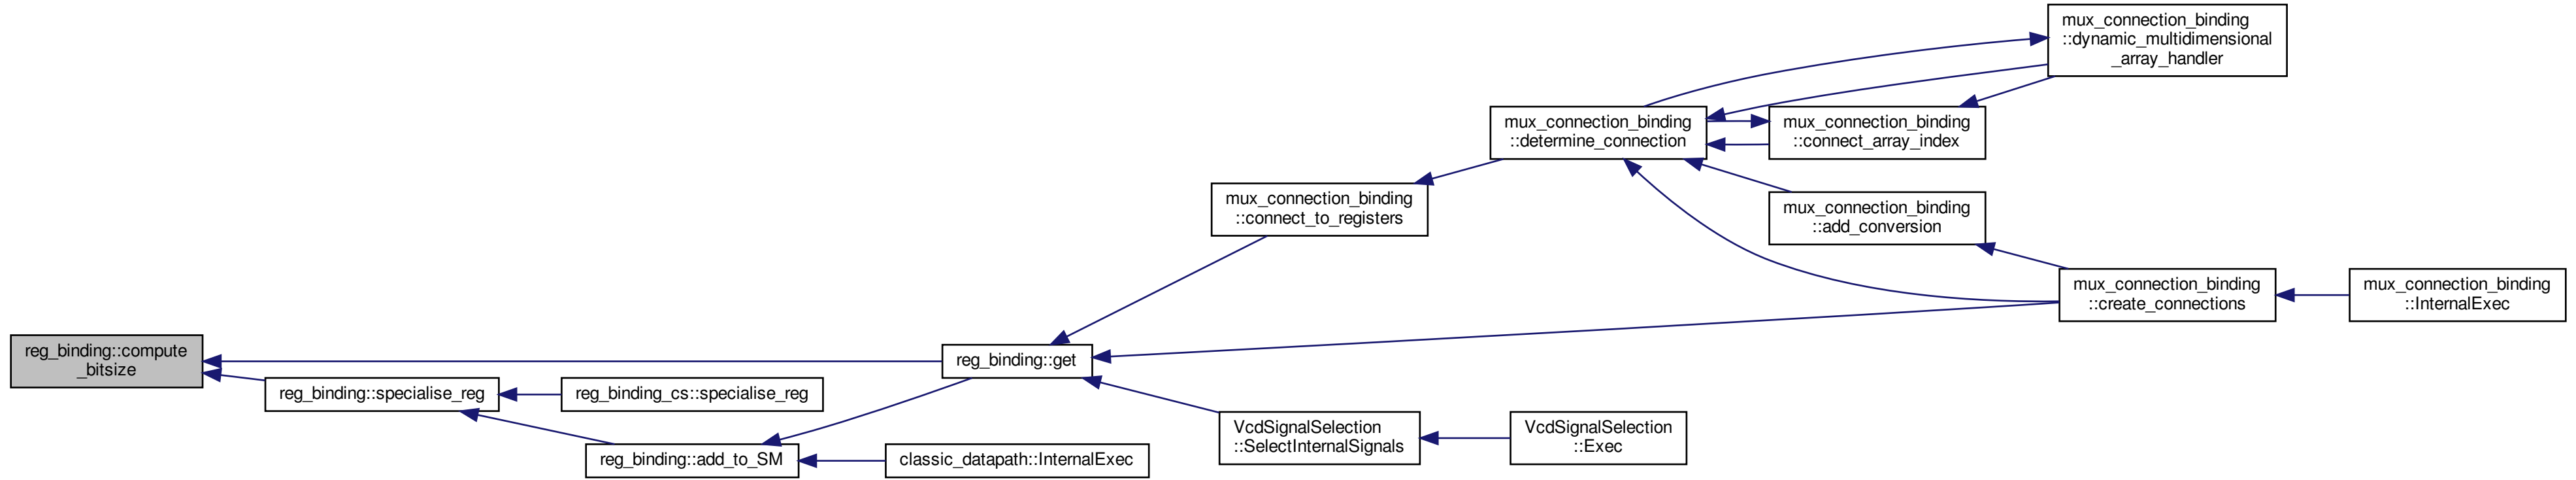 reg_binding::compute
_bitsize
reg_binding::get
reg_binding::specialise_reg
reg_binding_cs::specialise_reg
reg_binding::add_to_SM
classic_datapath::InternalExec
mux_connection_binding
::connect_to_registers
mux_connection_binding
::determine_connection
mux_connection_binding
::dynamic_multidimensional
_array_handler
mux_connection_binding
::connect_array_index
mux_connection_binding
::add_conversion
mux_connection_binding
::create_connections
mux_connection_binding
::InternalExec
VcdSignalSelection
::SelectInternalSignals
VcdSignalSelection
::Exec